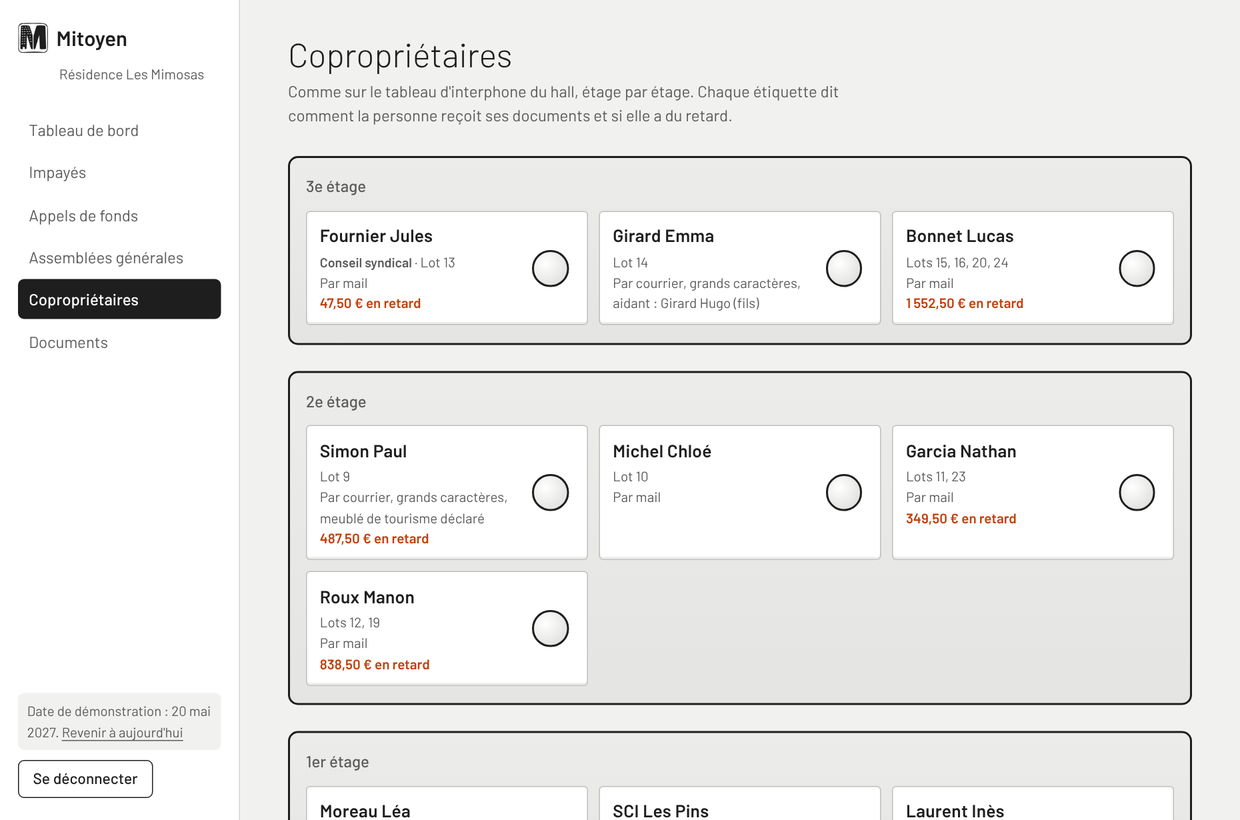 Mitoyen
Résidence Les Mimosas
Tableau de bord
Impayés
Appels de fonds
Assemblées générales
Copropriétaires
Documents
Date de démonstration : 20 mai
2027. Revenir à aujourd'hui
Se déconnecter
Copropriétaires
Comme sur le tableau d'interphone du hall, étage par étage. Chaque étiquette dit
comment la personne reçoit ses documents et si elle a du retard.
3e étage
Fournier Jules
Conseil syndical · Lot 13
Par mail
47,50 € en retard
Girard Emma
Lot 14
Par courrier, grands caractères,
aidant : Girard Hugo (fils)
Bonnet Lucas
Lots 15, 16, 20, 24
Par mail
1 552,50 € en retard
2e étage
Simon Paul
Lot 9
Par courrier, grands caractères,
meublé de tourisme déclaré
487,50 € en retard
Michel Chloé
Lot 10
Par mail
Garcia Nathan
Lots 11, 23
Par mail
349,50 € en retard
Roux Manon
Lots 12, 19
Par mail
838,50 € en retard
1er étage
Moreau Léa
SCI Les Pins
Laurent Inès